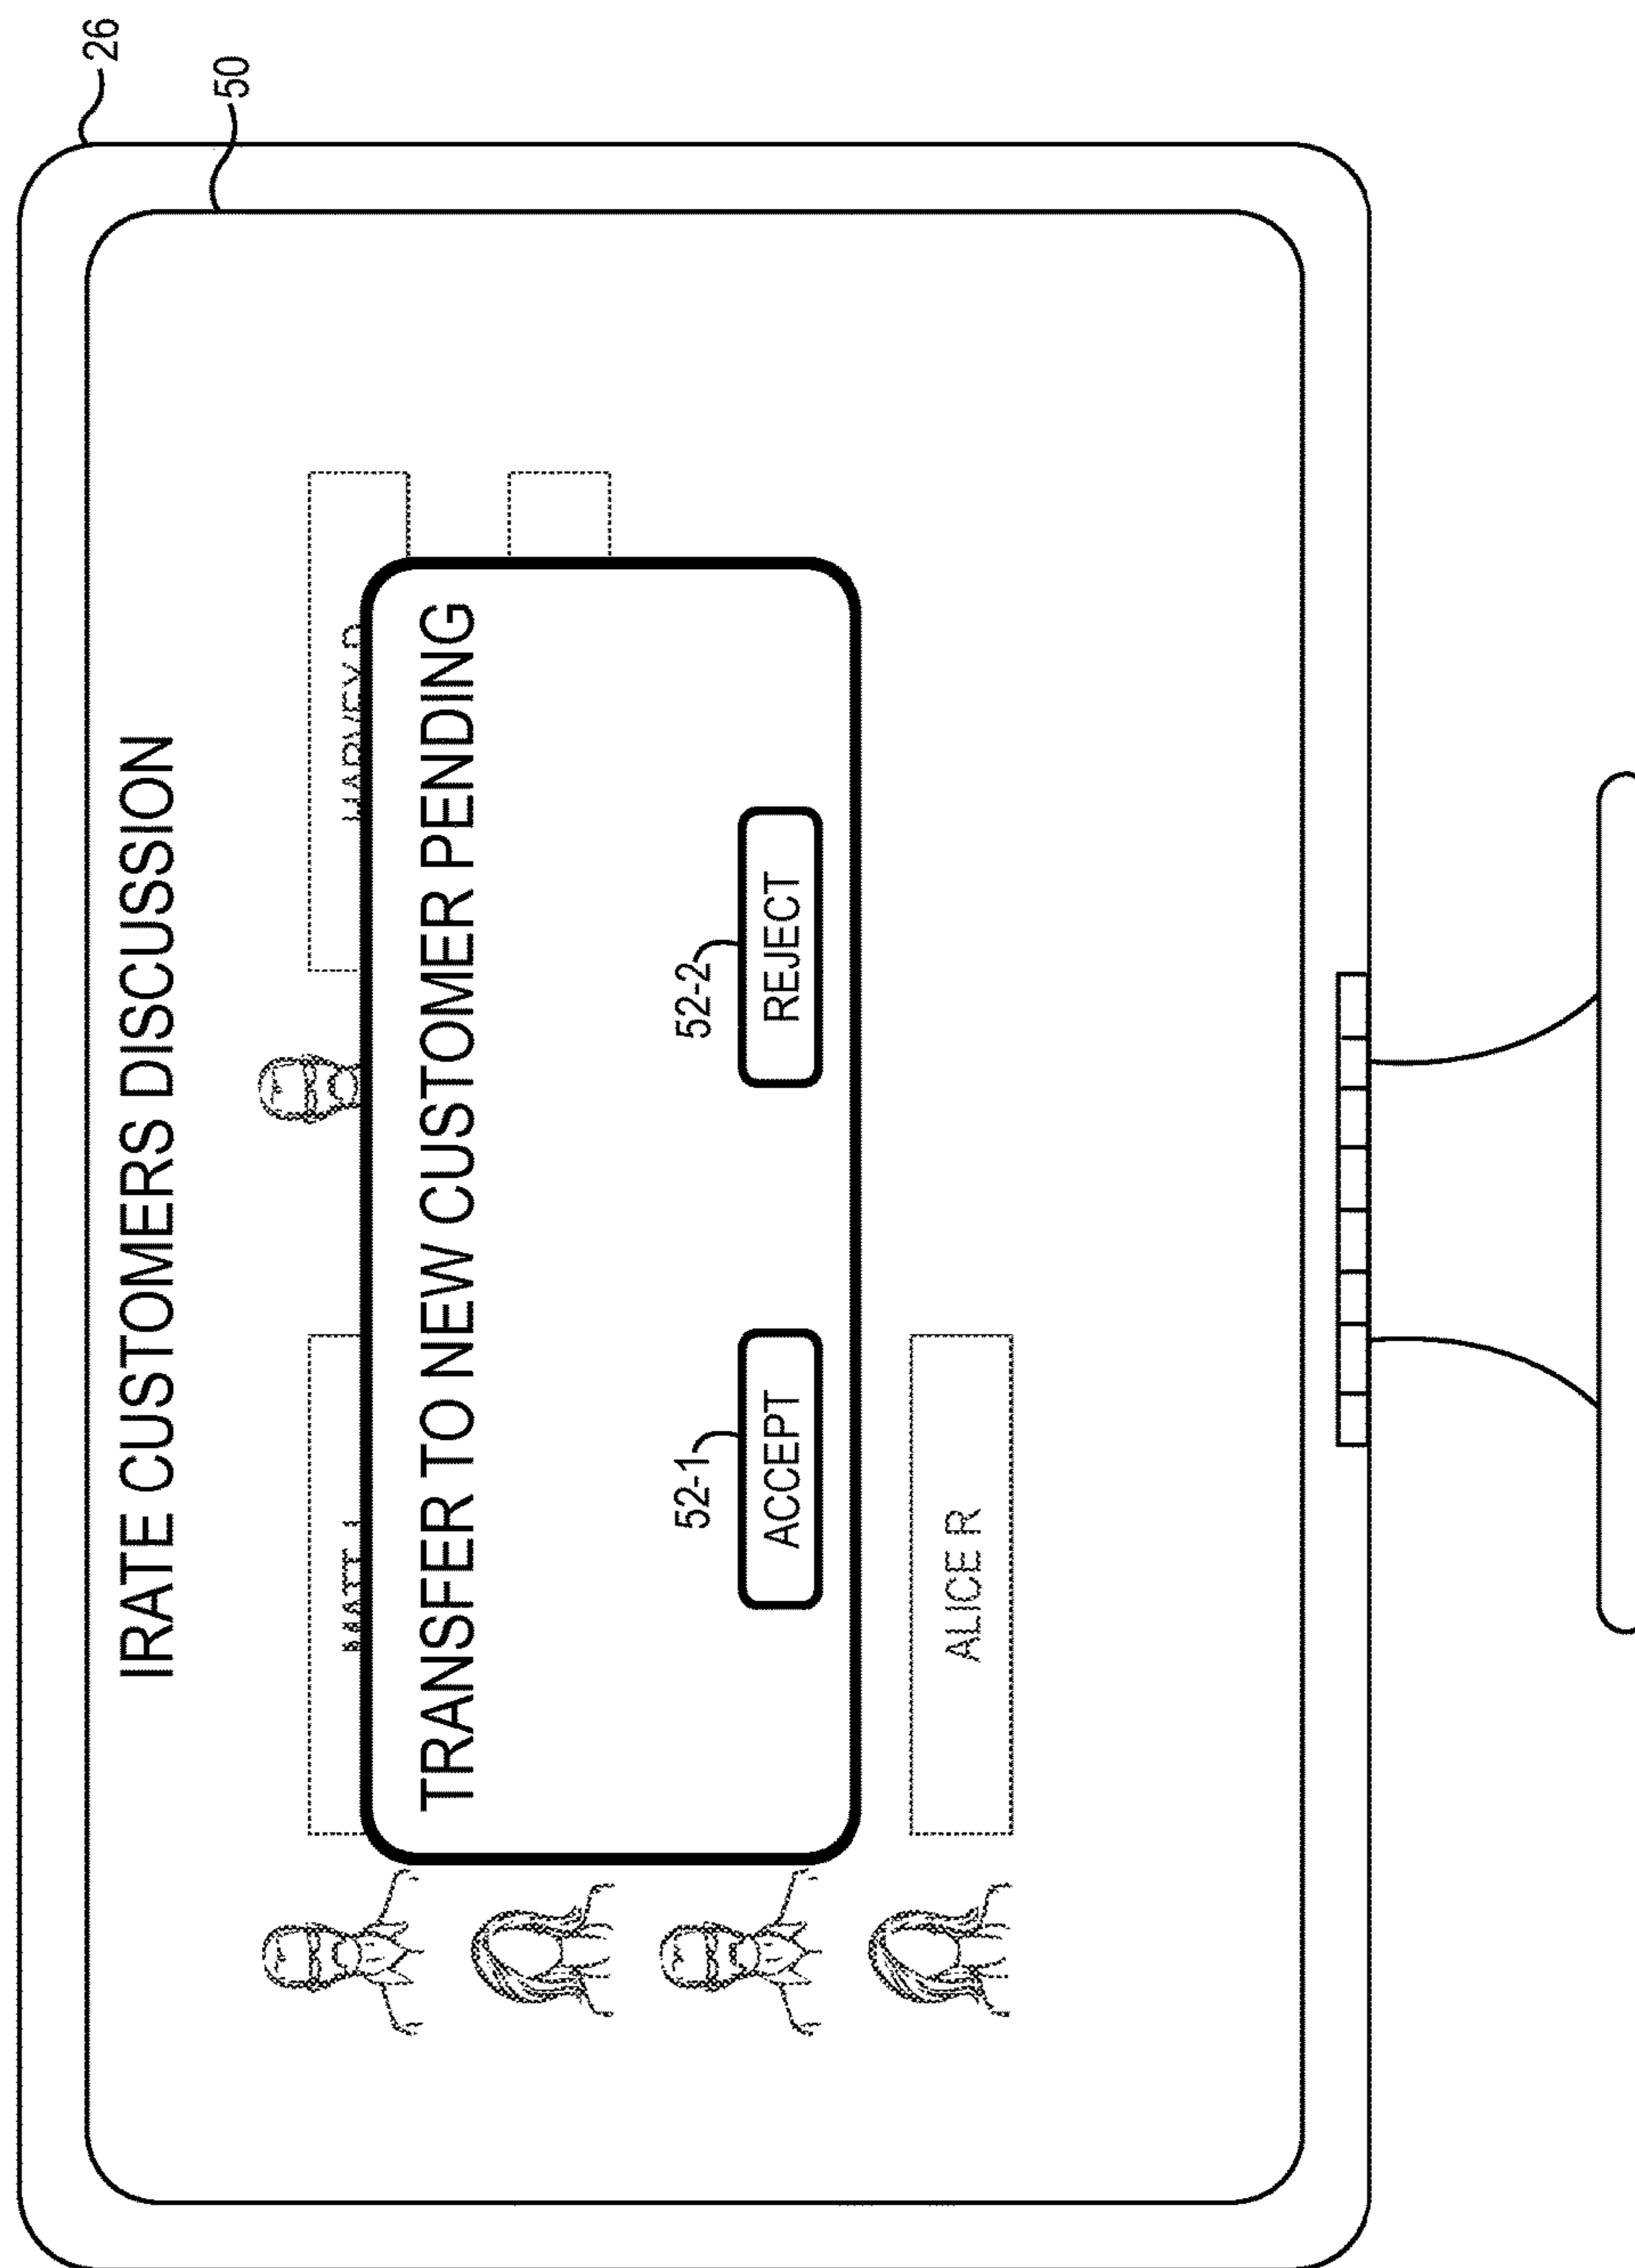 26
50
IRATE CUSTOMERS DISCUSSION
TRANSFER TO NEW CUSTOMER PENDING
52-1
52-2
ACCEPT
REJECT
ALICE R